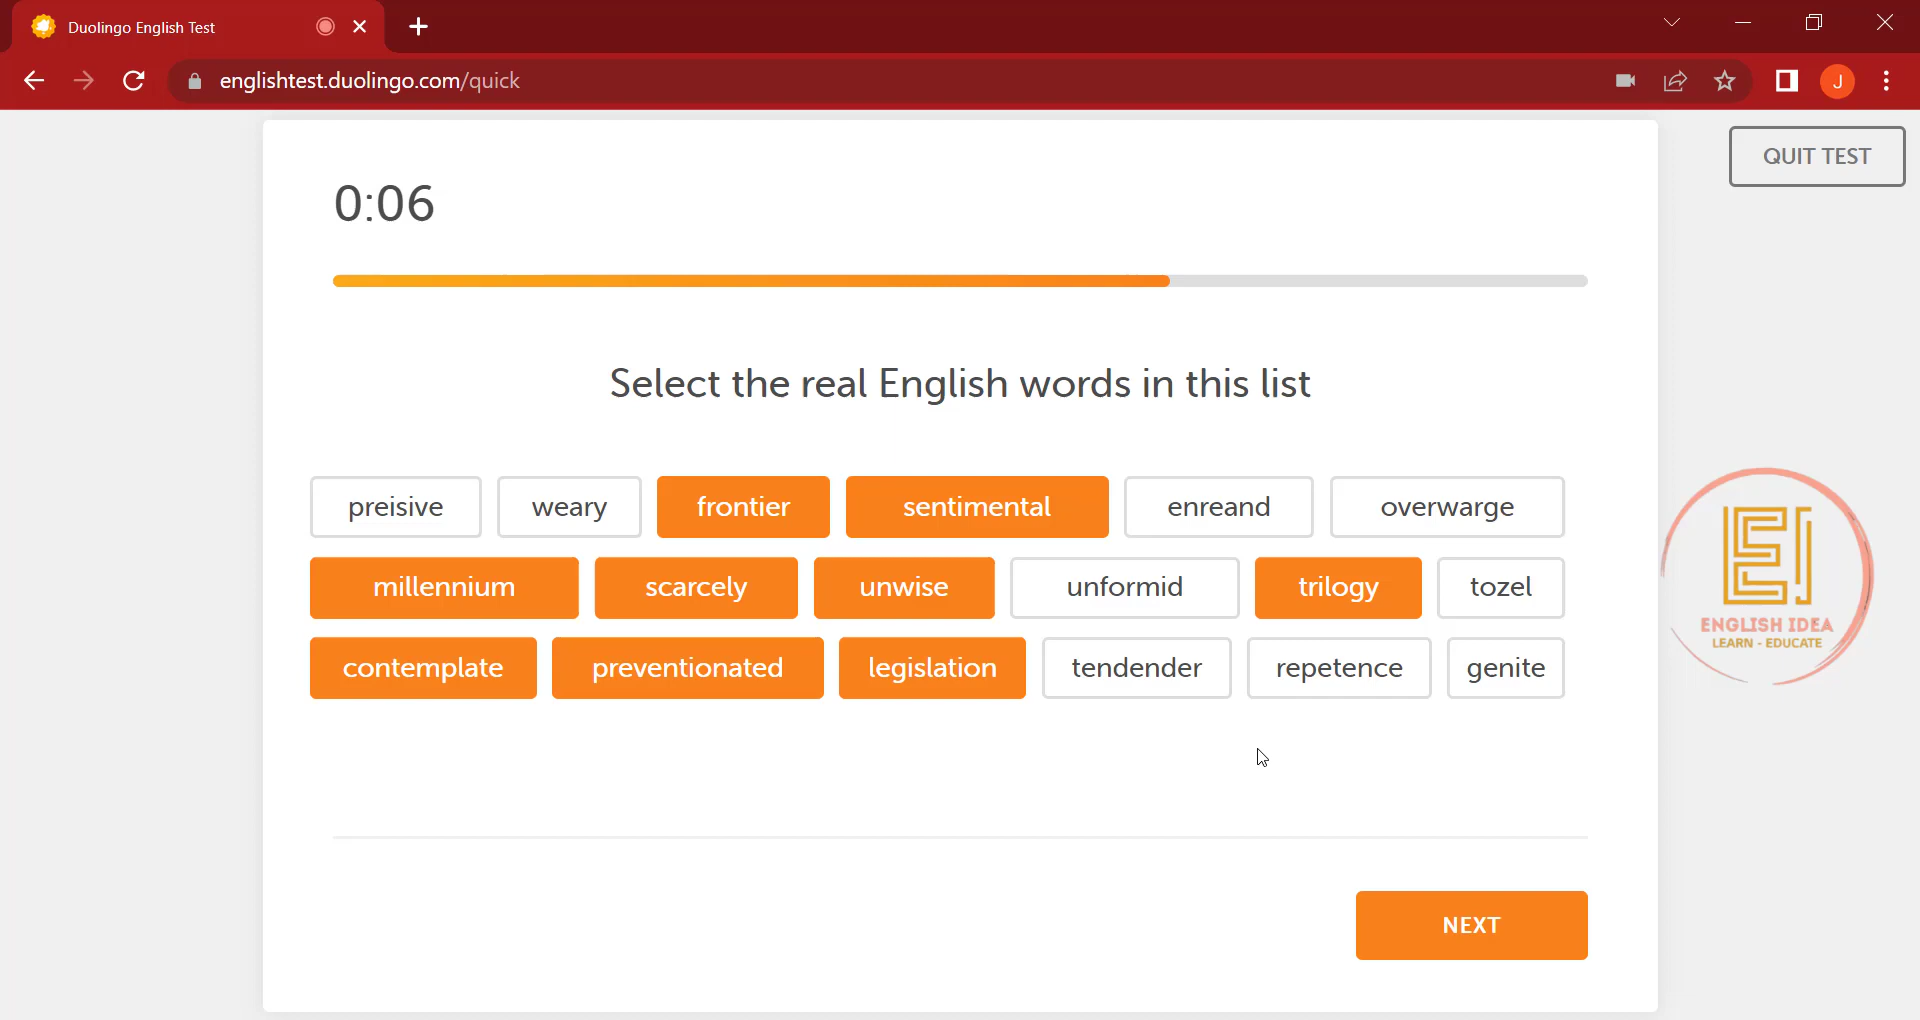 Duolingo English Test
englishtest.duolingo.com/quick
J
QUIT TEST
0:06
Select the real English words in this list
preisive weary frontier sentimental enreand overwarge
millennium scarcely unwise unformid trilogy tozel
contemplate preventionated legislation tendender repetence genite
EI
ENGLISH IDEA
LEARN - EDUCATE
NEXT